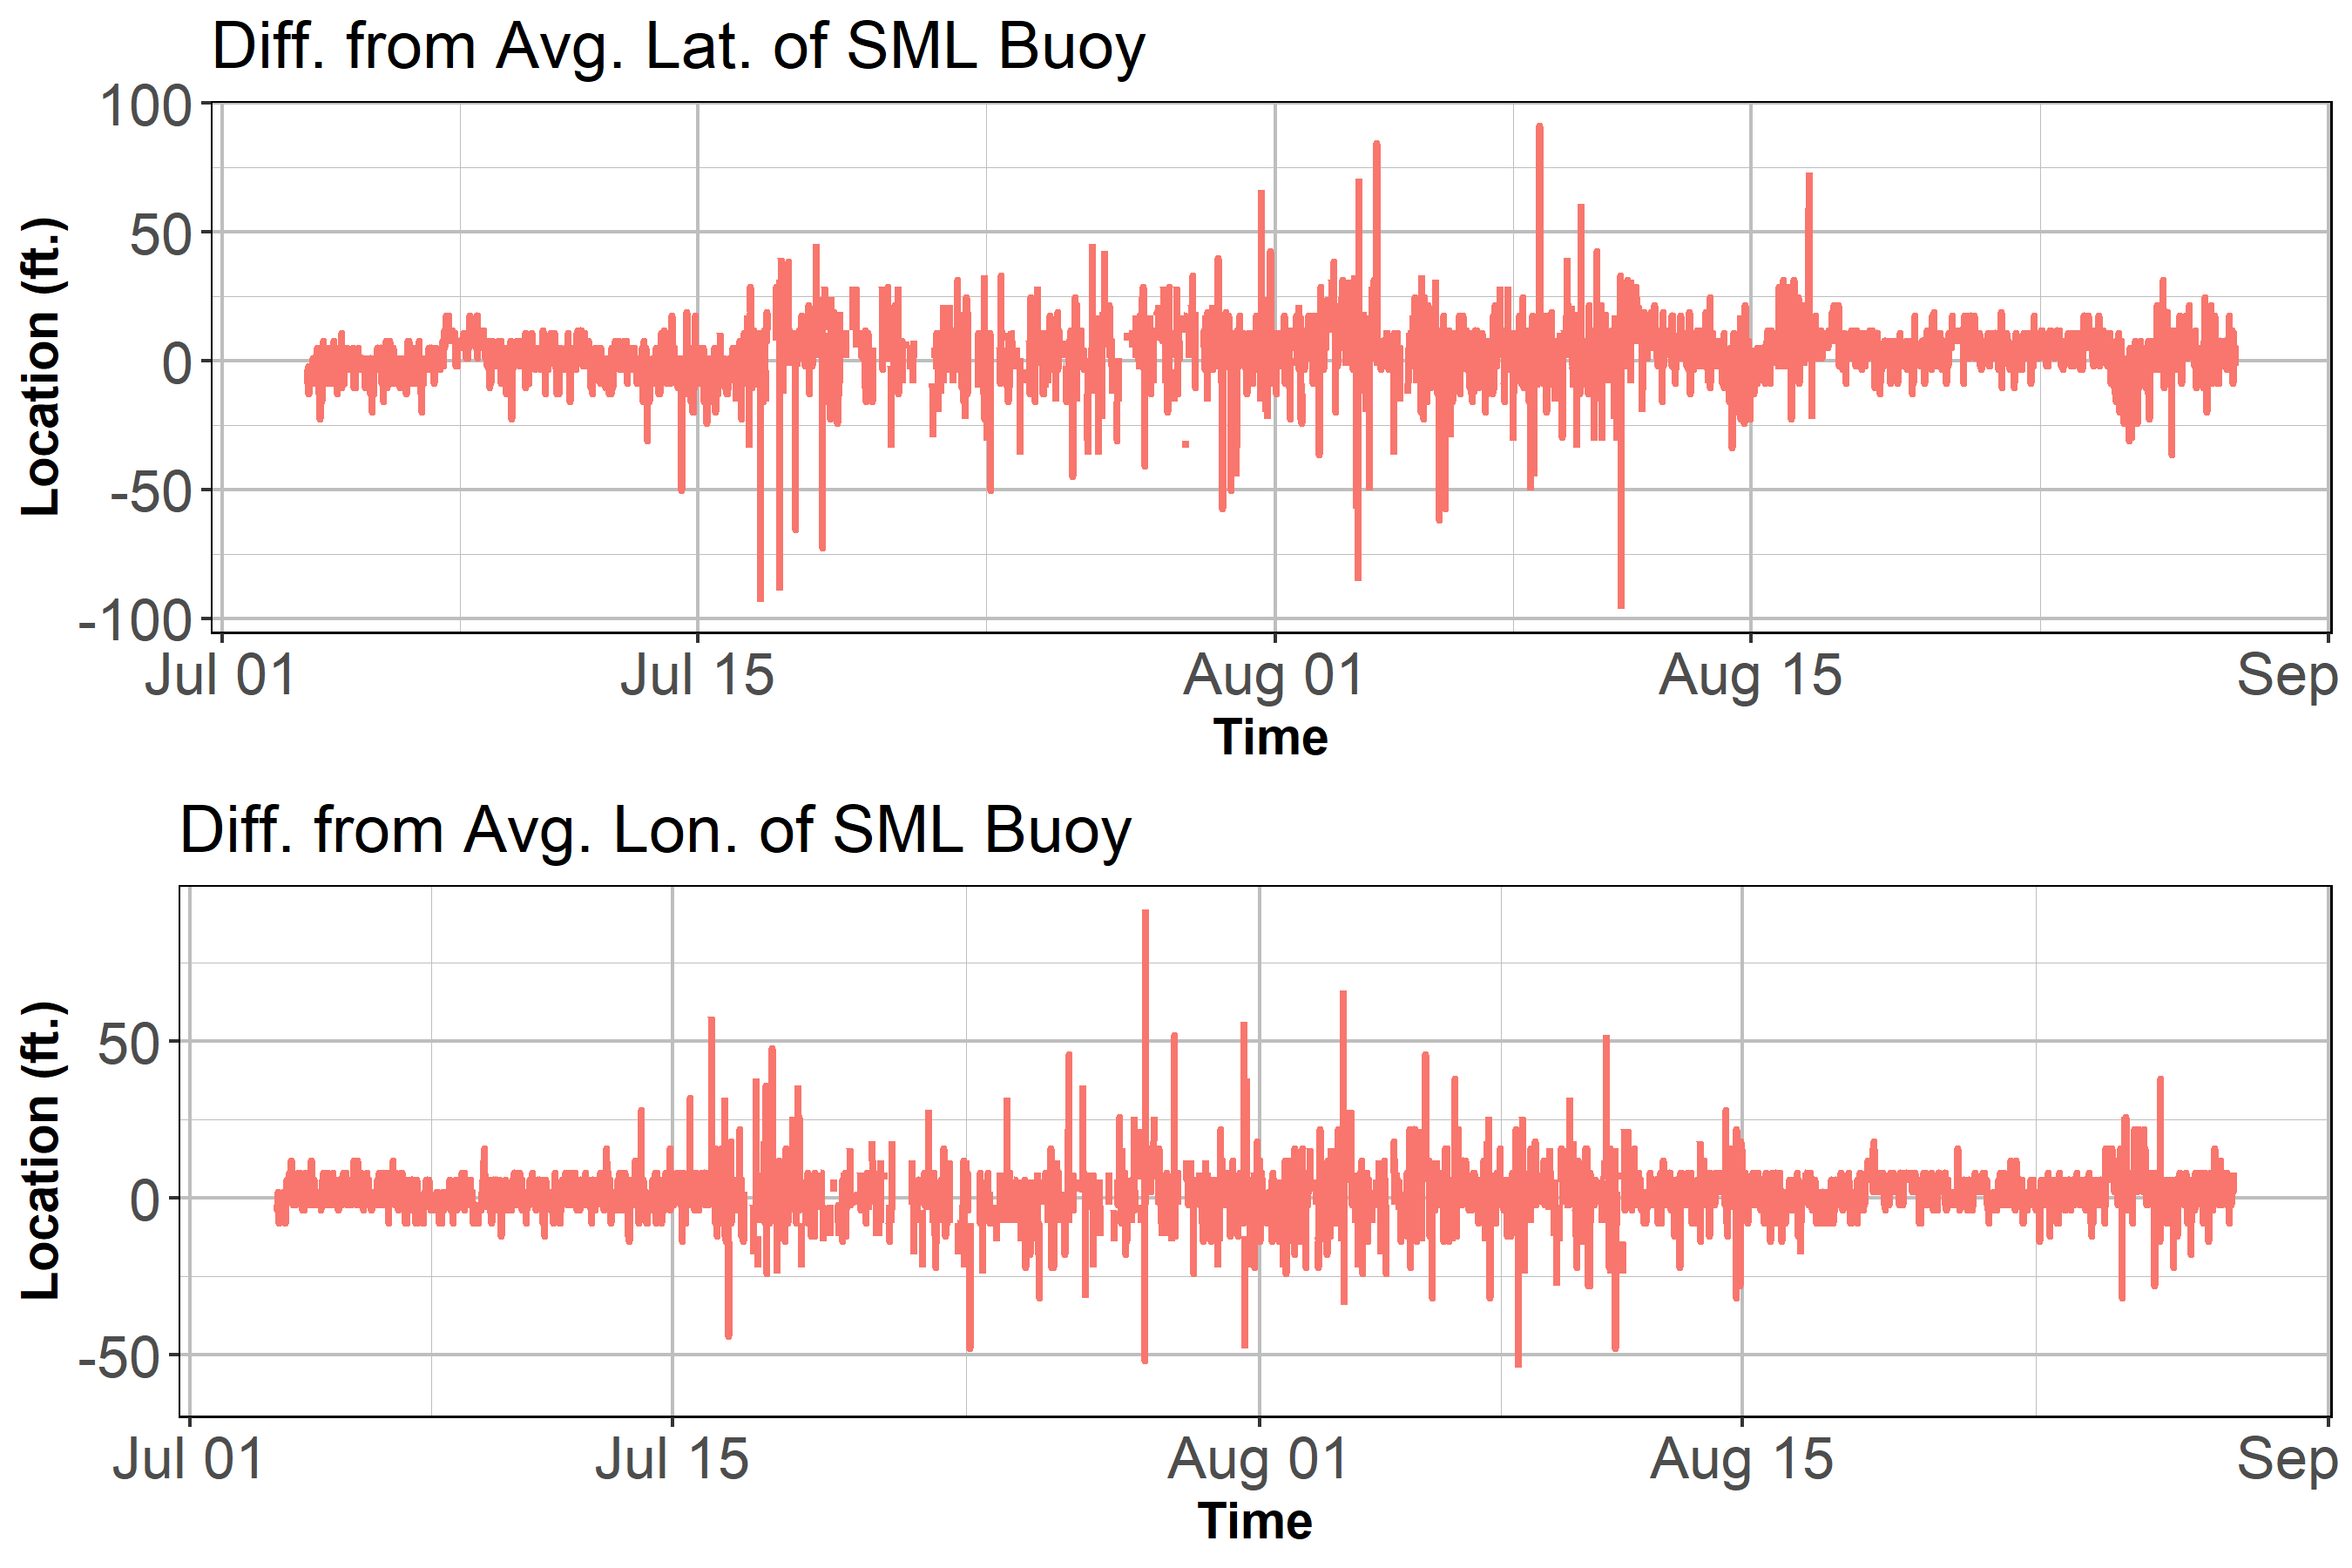 Diff. from Avg. Lat. of SML Buoy
100
50
0
-50
-100
Location (ft.)
Jul 01 Jul 15 Aug 01 Aug 15 Sep
Time
Diff. from Avg. Lon. of SML Buoy
50
0
-50
Location (ft.)
Jul 01 Jul 15 Aug 01 Aug 15 Sep
Time